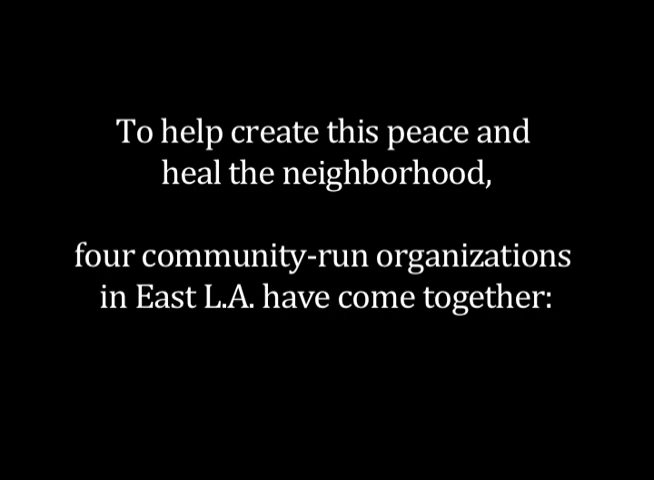 To help create this peace and
heal the neighborhood,
four community-run organizations
in East L.A. have come together: